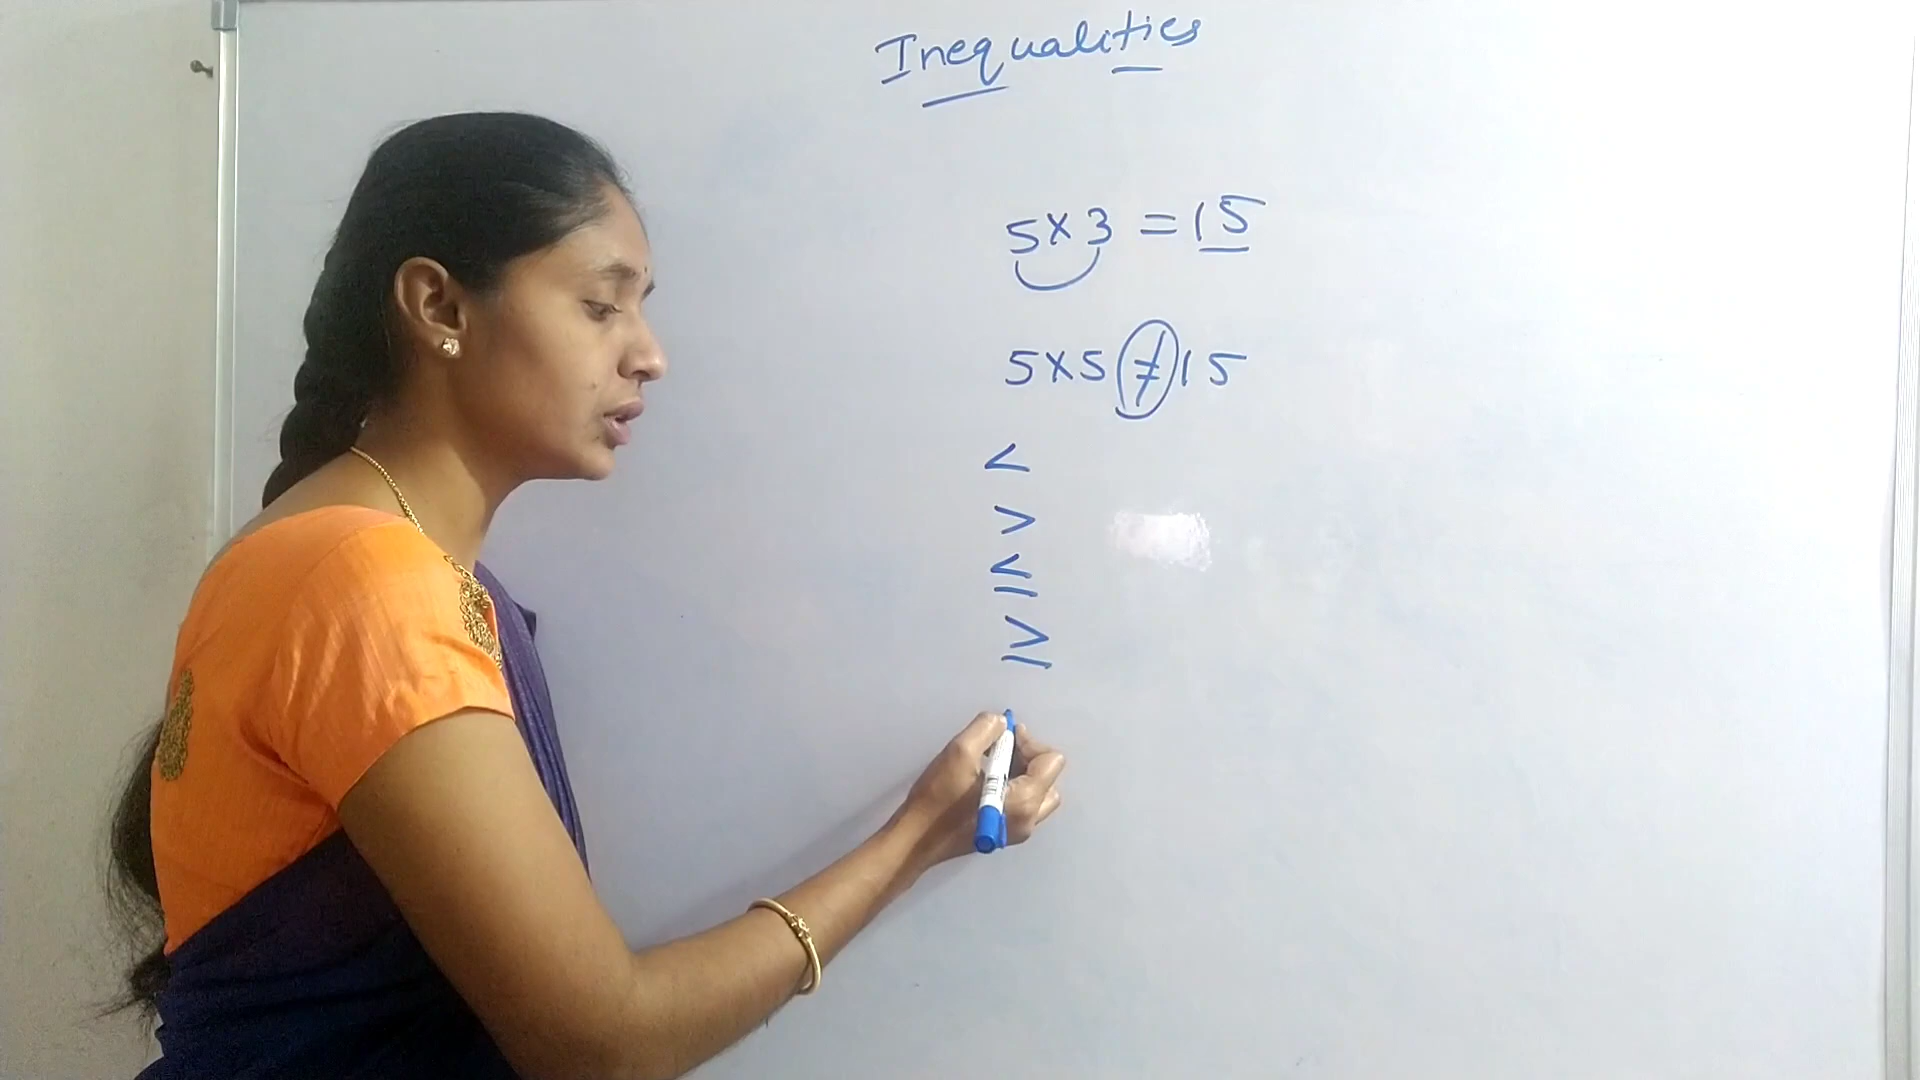 Inequalities
5×3 = 15
5×5 ≠ 15
<
>
≤
≥